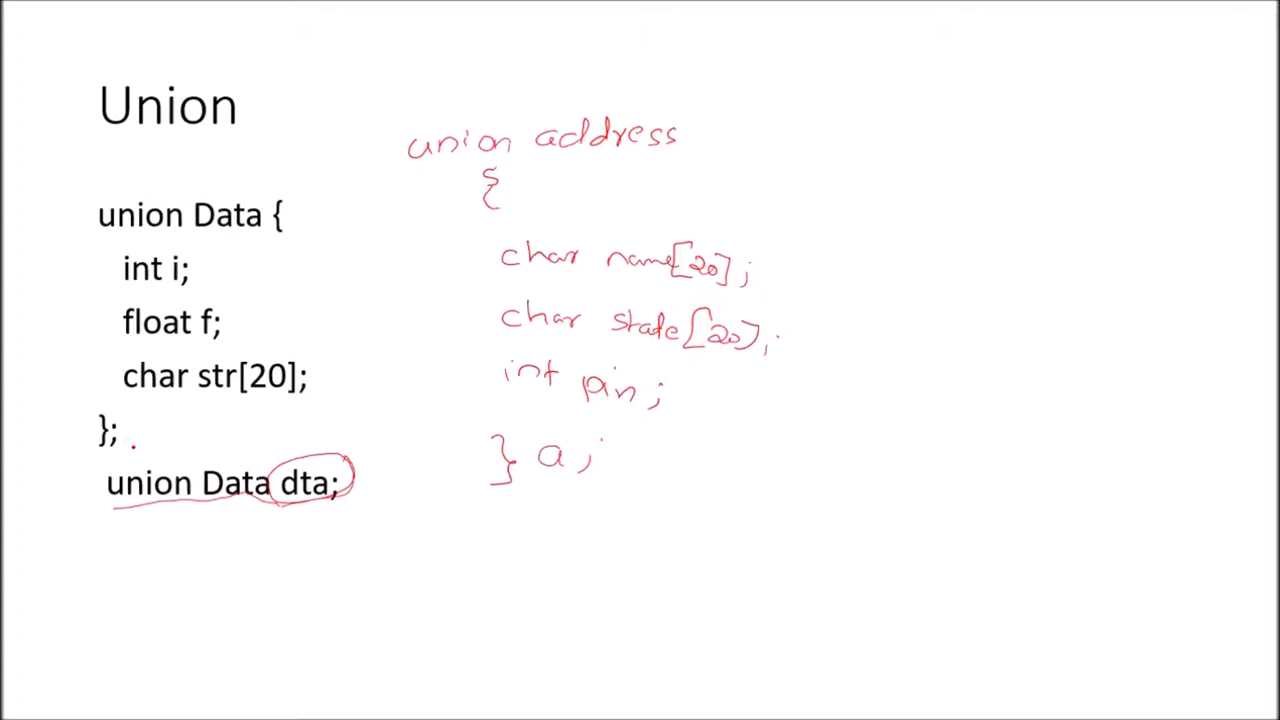 Union
union Data {
int i;
float f;
char str[20];
};
union Data dta;
union address
{
char name[20];
char state[20];
int pin;
} a;